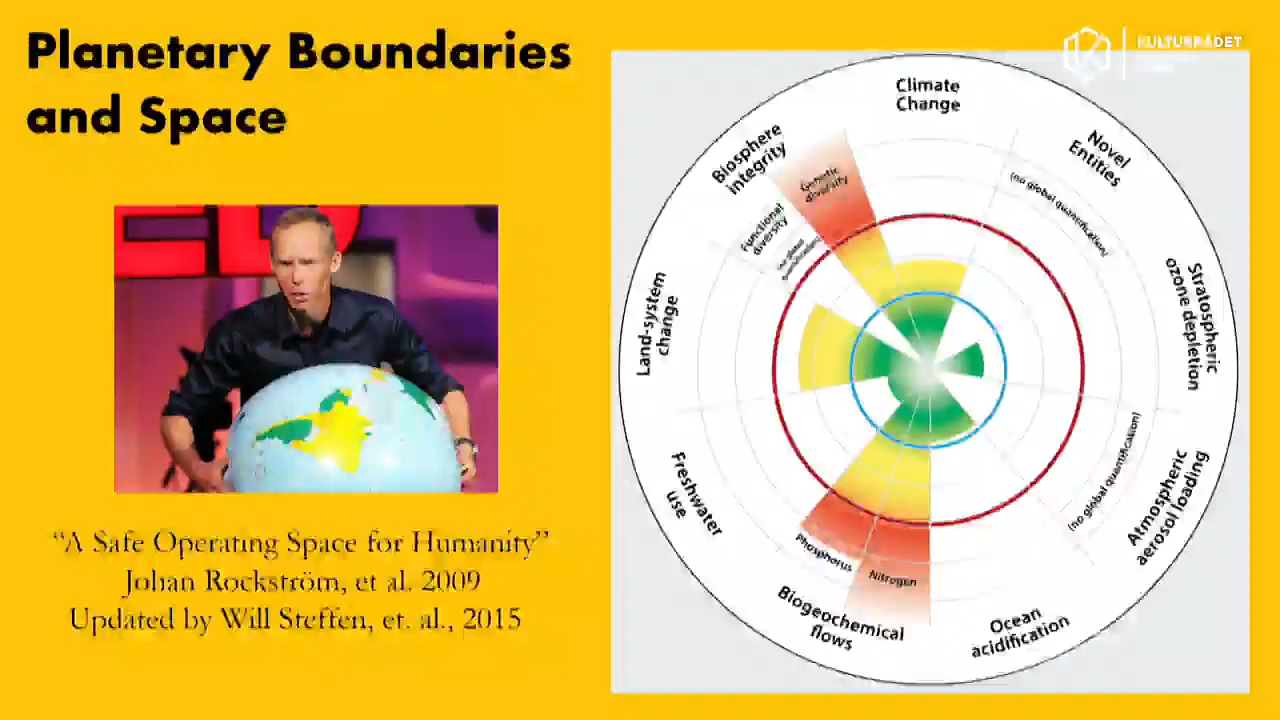 Planetary Boundaries
and Space
KULTURRÅDET
Climate
Change
Novel
Entities
(no global quantification)
Stratospheric
ozone depletion
Atmospheric
aerosol loading
(no global quantification)
Ocean
acidification
Biogeochemical
flows
Phosphorus
Nitrogen
Freshwater
use
Land-system
change
Biosphere
integrity
Genetic
diversity
Functional
diversity
(no global
quantification)
ED
“A Safe Operating Space for Humanity”
Johan Rockström, et al. 2009
Updated by Will Steffen, et. al., 2015